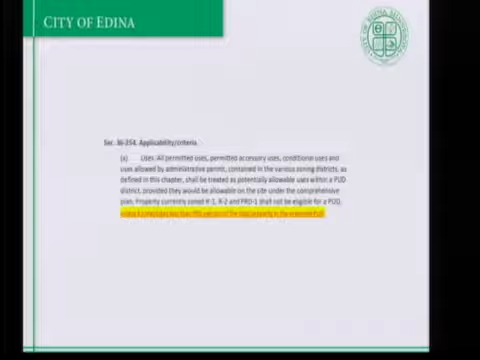 CITY OF EDINA
Sec. 36-254. Applicability/criteria.
(a) Uses. All permitted uses, permitted accessory uses, conditional uses and
uses allowed by administrative permit, contained in the various zoning districts, as
defined in this chapter, shall be treated as potentially allowable uses within a PUD
district, provided they would be allowable on the site under the comprehensive
plan. Property currently zoned R-1, R-2 and PRD-1 shall not be eligible for a PUD,